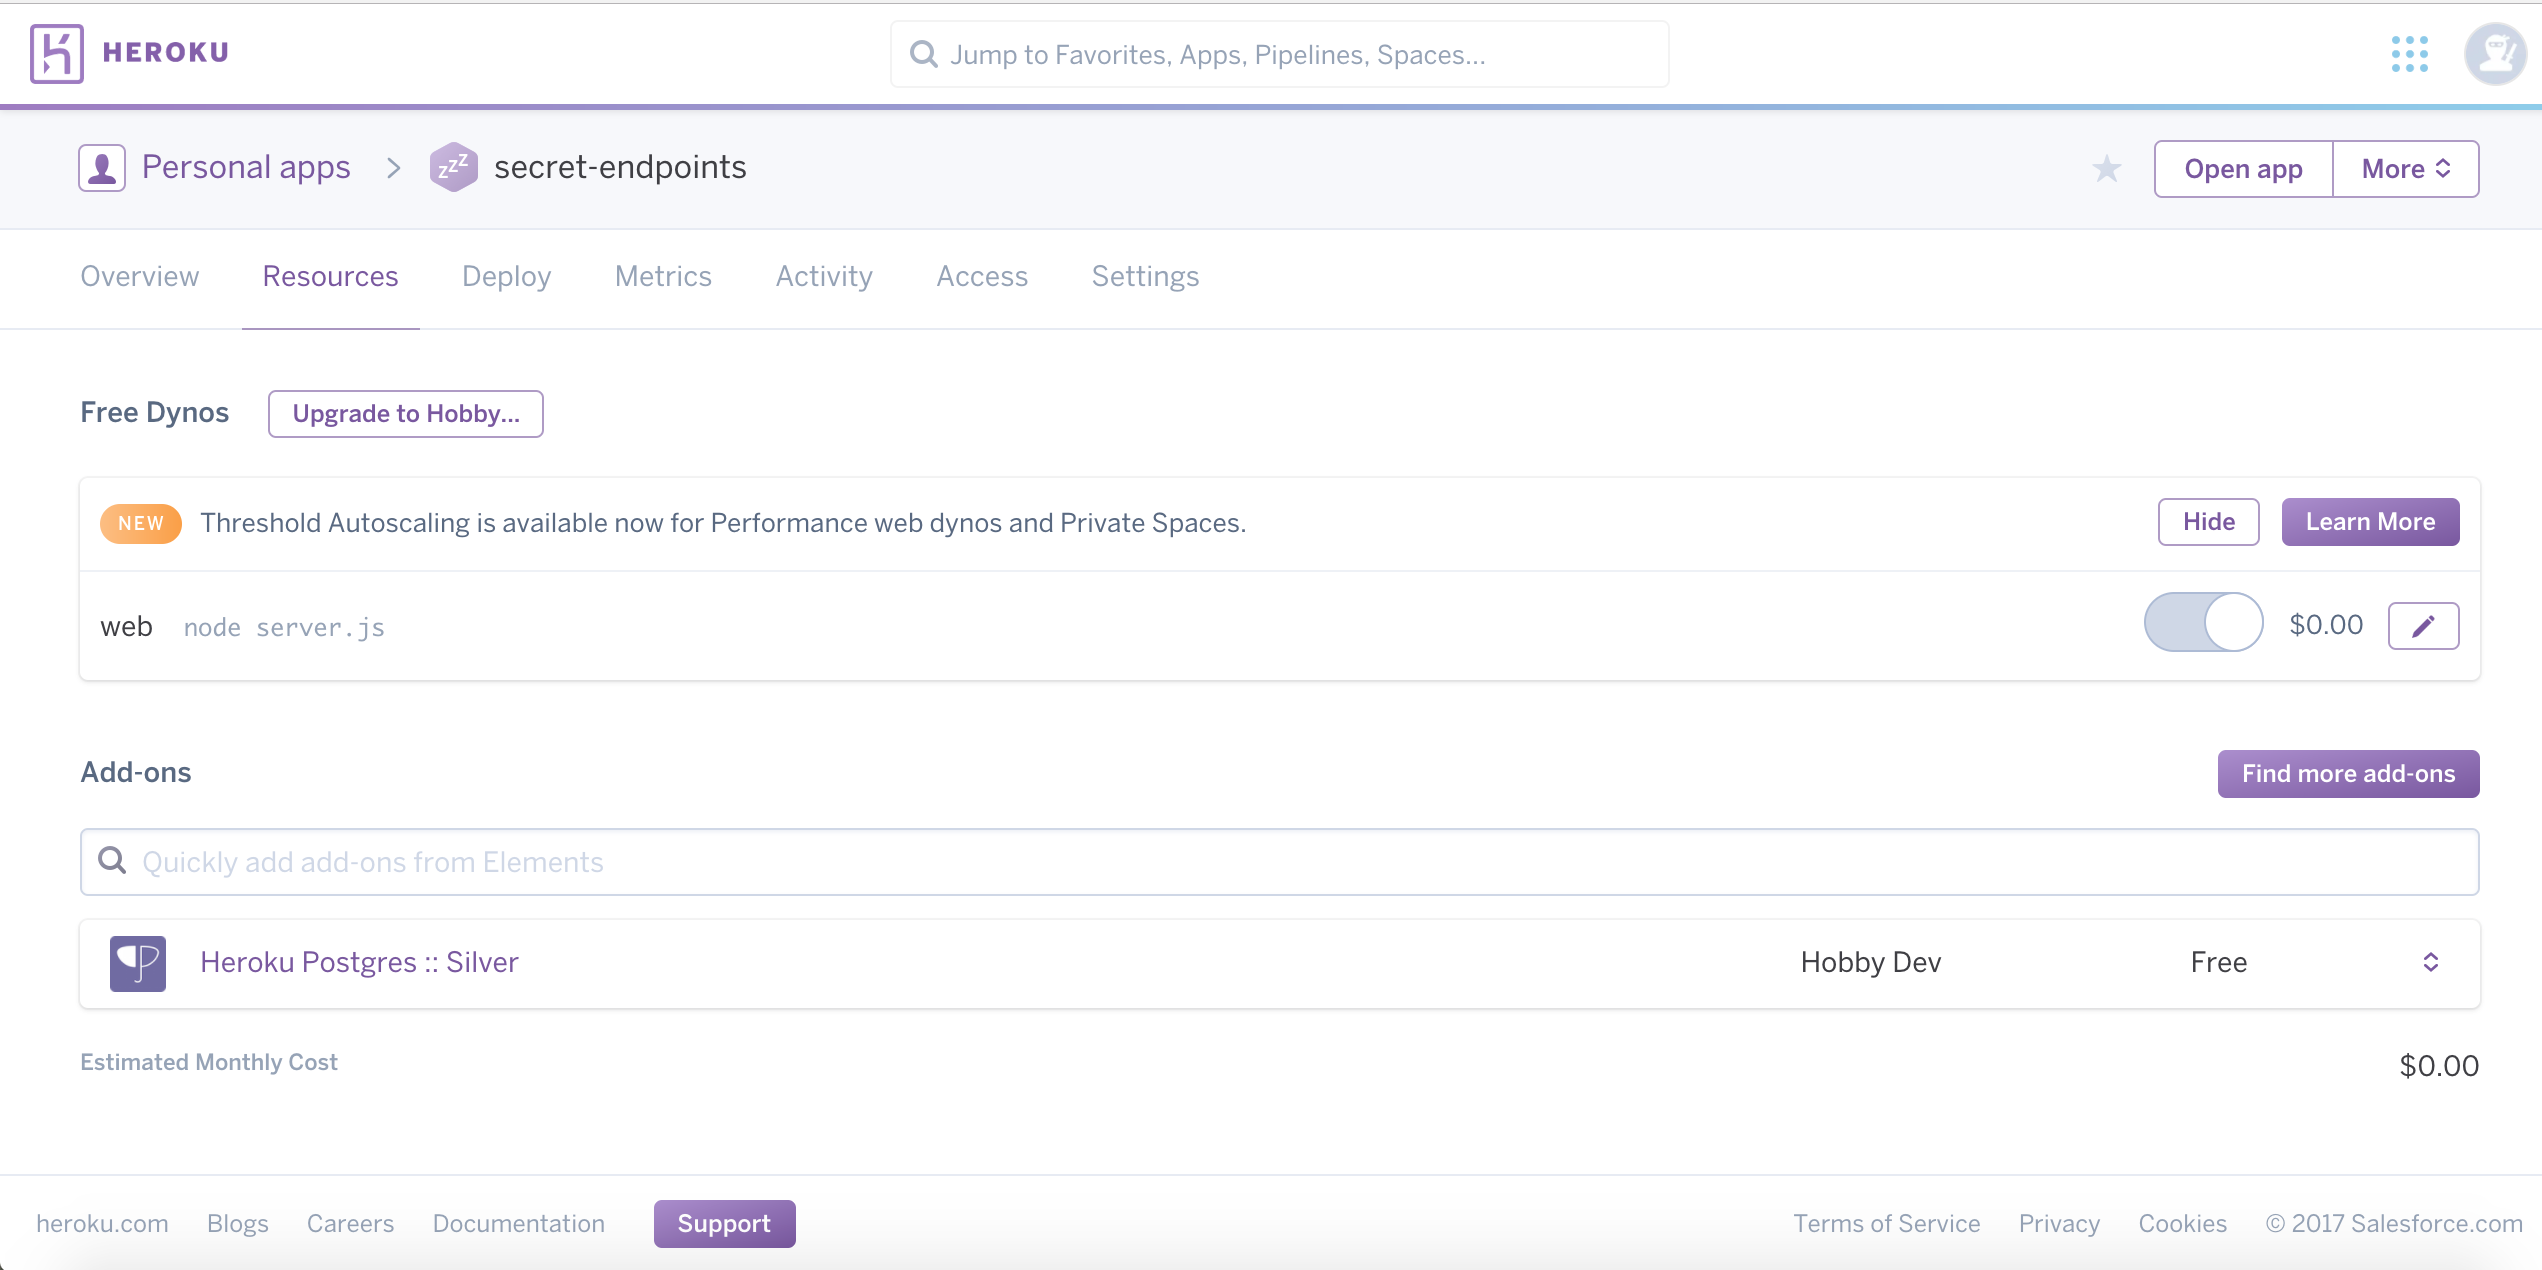 HEROKU
Jump to Favorites, Apps, Pipelines, Spaces...
Personal apps > zzZ secret-endpoints
Open app More
Overview Resources Deploy Metrics Activity Access Settings
Free Dynos Upgrade to Hobby...
NEW Threshold Autoscaling is available now for Performance web dynos and Private Spaces. Hide Learn More
web node server.js $0.00
Add-ons Find more add-ons
Quickly add add-ons from Elements
Heroku Postgres :: Silver Hobby Dev Free
Estimated Monthly Cost $0.00
heroku.com Blogs Careers Documentation Support Terms of Service Privacy Cookies © 2017 Salesforce.com